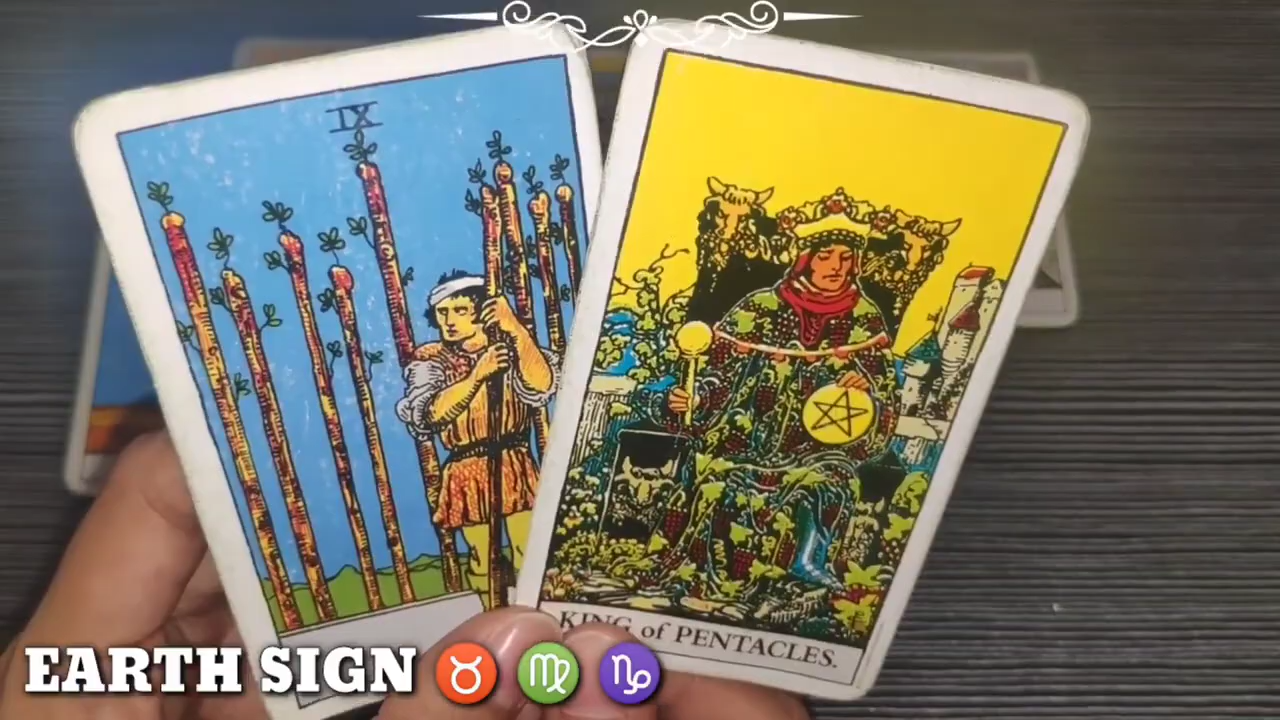 IX
KING of PENTACLES.
EARTH SIGN ♉ ♍ ♑